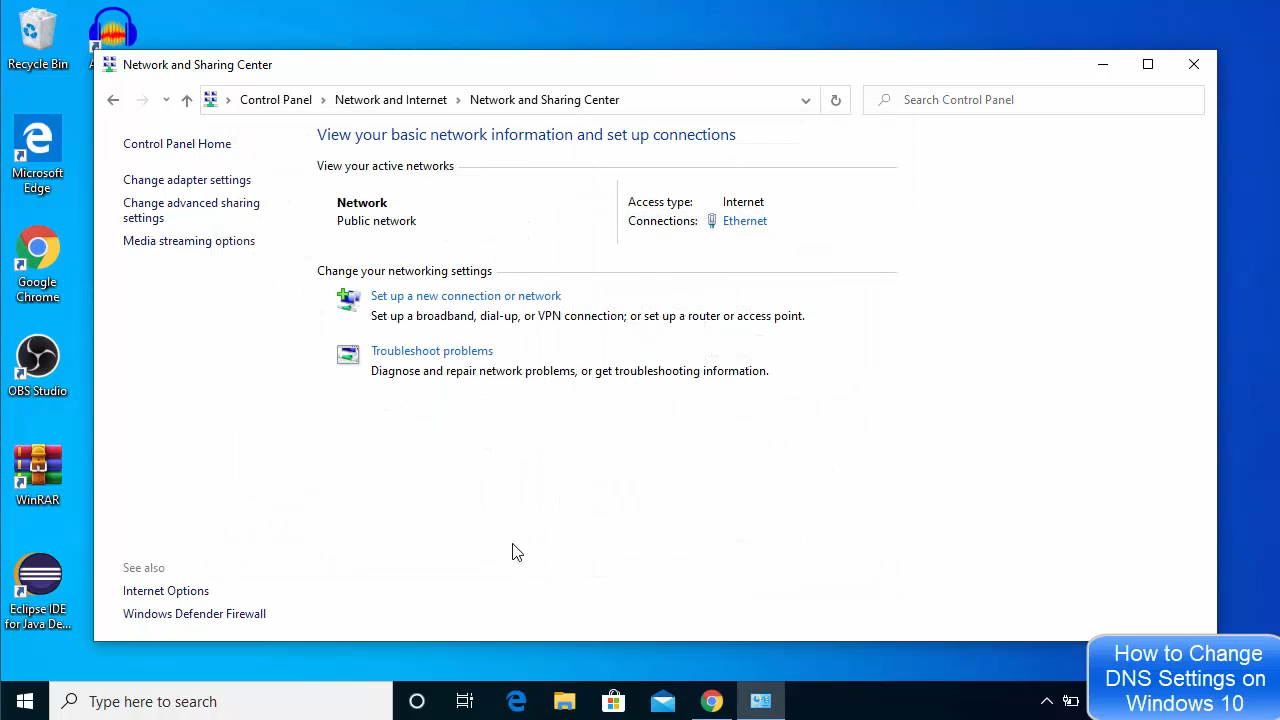 Recycle Bin
Microsoft
Edge
Google
Chrome
OBS Studio
WinRAR
Eclipse IDE
for Java De...
Network and Sharing Center
Control Panel > Network and Internet > Network and Sharing Center
Search Control Panel
Control Panel Home
Change adapter settings
Change advanced sharing
settings
Media streaming options
See also
Internet Options
Windows Defender Firewall
View your basic network information and set up connections
View your active networks
Network
Public network
Access type: Internet
Connections: Ethernet
Change your networking settings
Set up a new connection or network
Set up a broadband, dial-up, or VPN connection; or set up a router or access point.
Troubleshoot problems
Diagnose and repair network problems, or get troubleshooting information.
Type here to search
How to Change
DNS Settings on
Windows 10